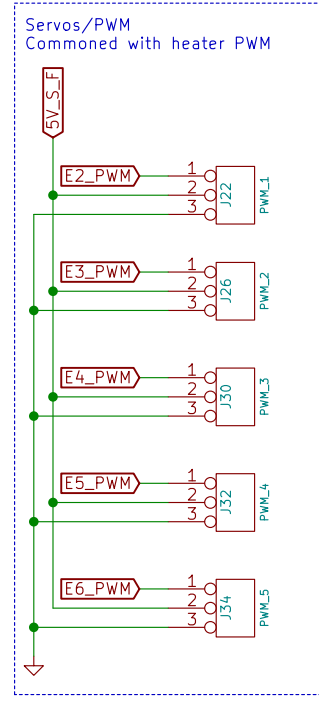 Servos/PWM
Commoned with heater PWM
5V_S_F
E2_PWM
1
2
3
J22
PWM_1
E3_PWM
1
2
3
J26
PWM_2
E4_PWM
1
2
3
J30
PWM_3
E5_PWM
1
2
3
J32
PWM_4
E6_PWM
1
2
3
J34
PWM_5